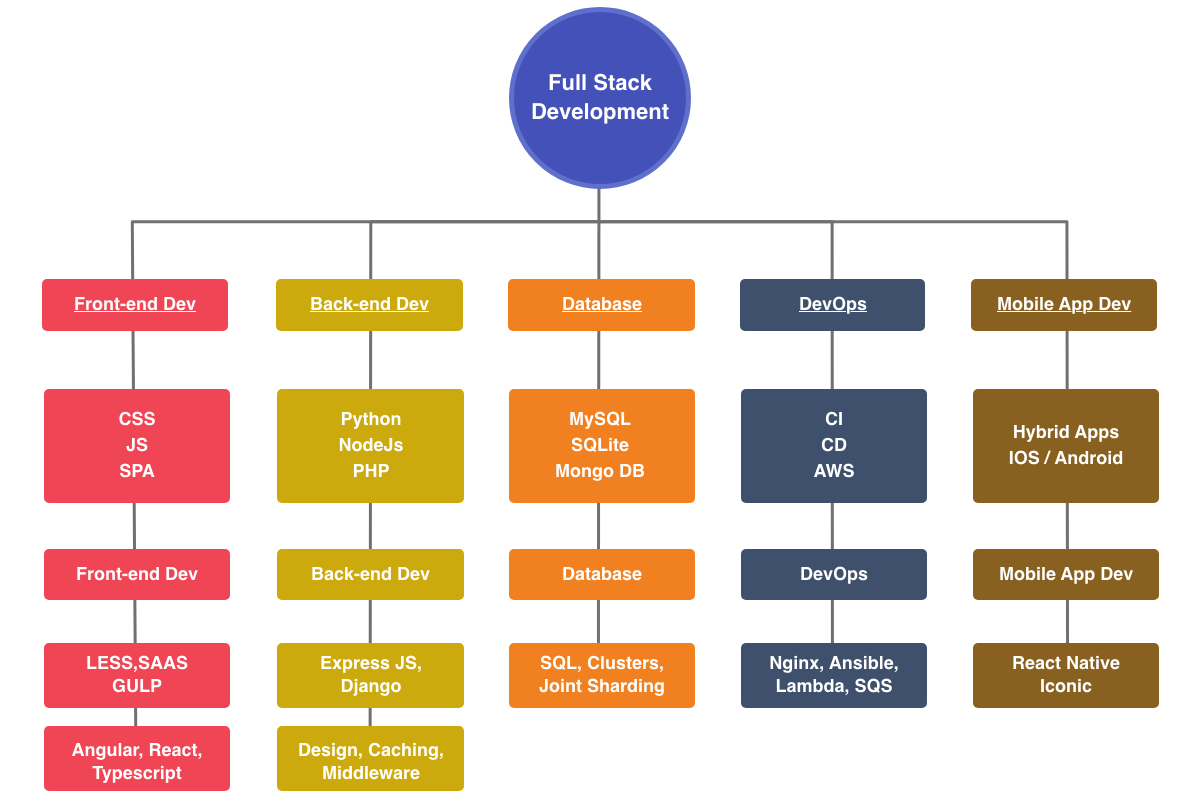 Full Stack
Development
Front-end Dev
Back-end Dev
Database
DevOps
Mobile App Dev
CSS
JS
SPA
Python
NodeJs
PHP
MySQL
SQLite
Mongo DB
CI
CD
AWS
Hybrid Apps
IOS / Android
Front-end Dev
Back-end Dev
Database
DevOps
Mobile App Dev
LESS,SAAS
GULP
Express JS,
Django
SQL, Clusters,
Joint Sharding
Nginx, Ansible,
Lambda, SQS
React Native
Iconic
Angular, React,
Typescript
Design, Caching,
Middleware